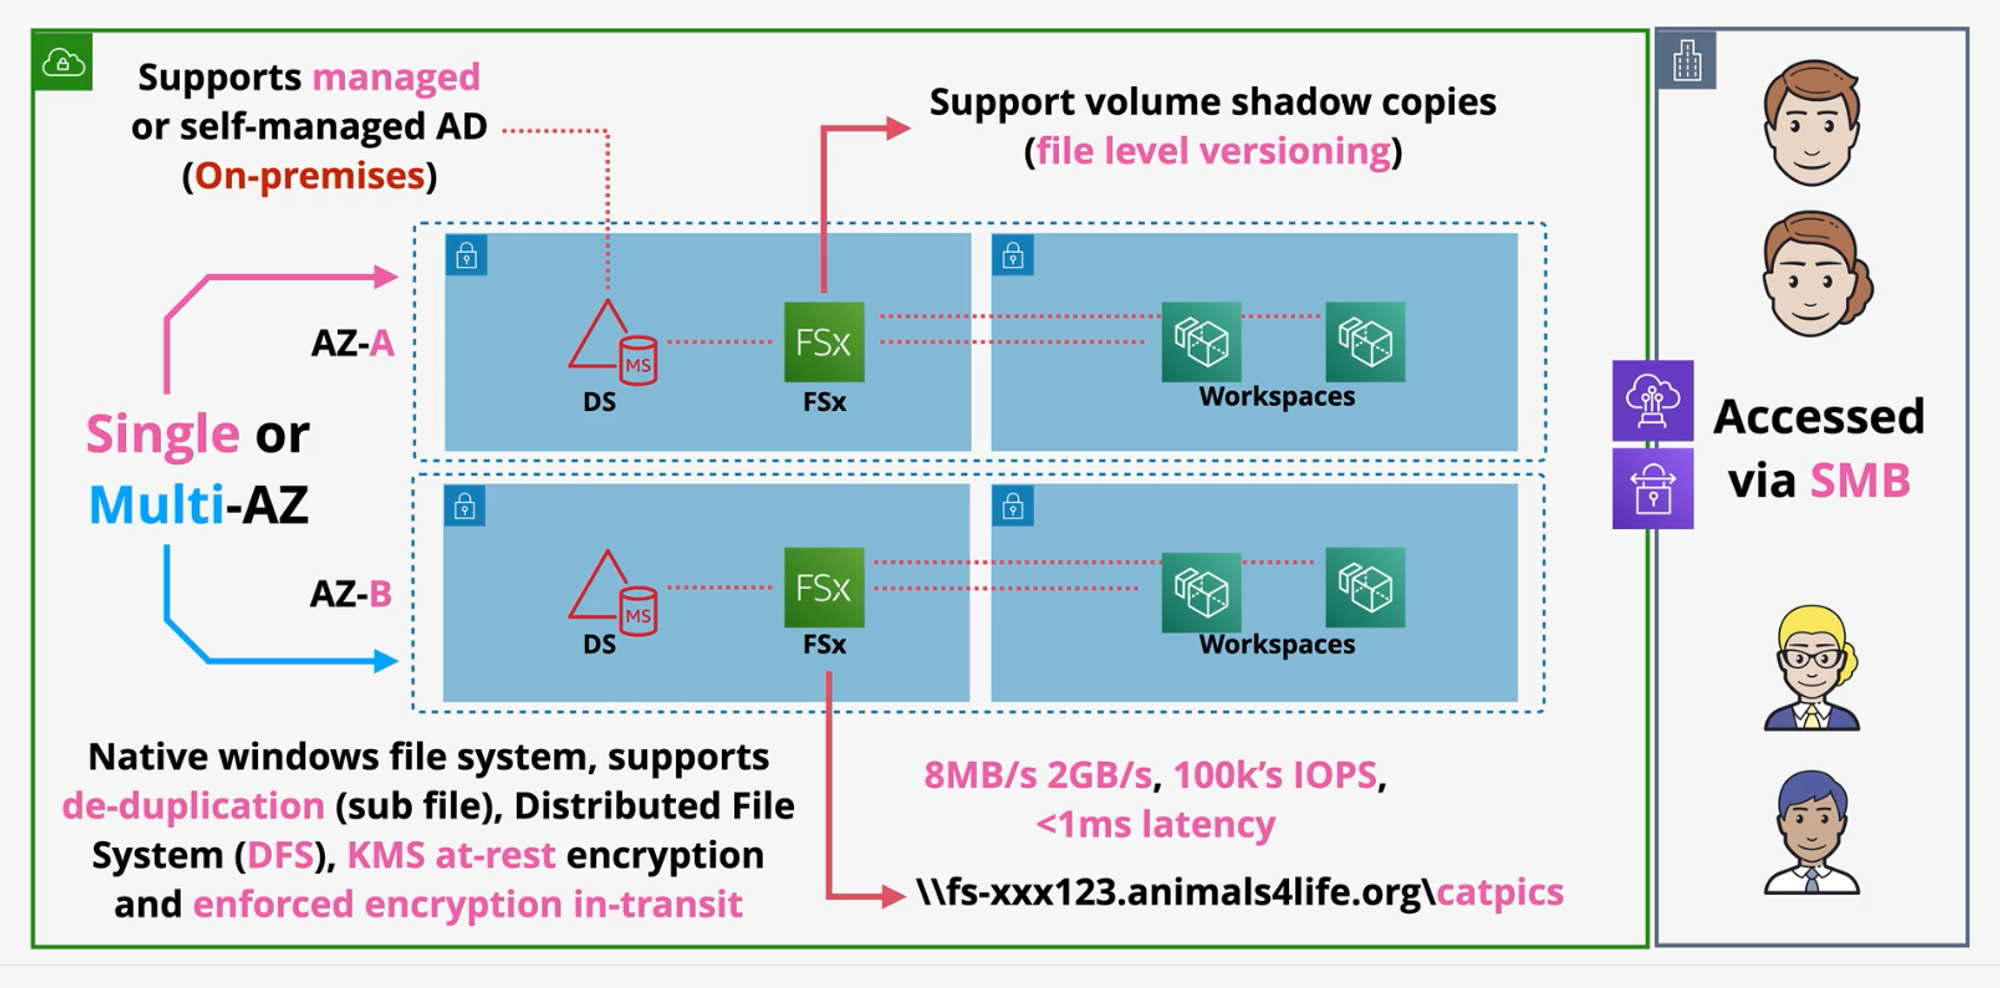 Supports managed
or self-managed AD
(On-premises)
Support volume shadow copies
(file level versioning)
AZ-A
MS
DS
FSx
FSx
Workspaces
Single or
Multi-AZ
AZ-B
MS
DS
FSx
FSx
Workspaces
Accessed
via SMB
Native windows file system, supports
de-duplication (sub file), Distributed File
System (DFS), KMS at-rest encryption
and enforced encryption in-transit
8MB/s 2GB/s, 100k's IOPS,
<1ms latency
\\fs-xxx123.animals4life.org\catpics